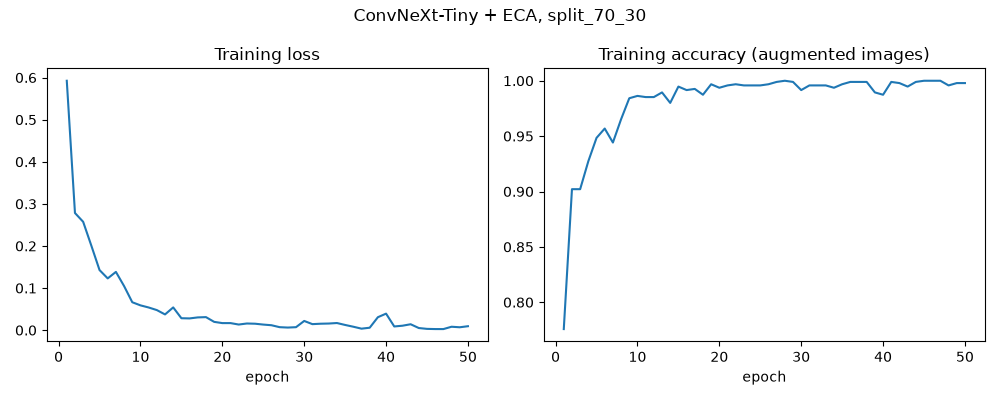 ConvNeXt-Tiny + ECA, split_70_30
Training loss
0.6
0.5
0.4
0.3
0.2
0.1
0.0
0 10 20 30 40 50
epoch
Training accuracy (augmented images)
1.00
0.95
0.90
0.85
0.80
0 10 20 30 40 50
epoch